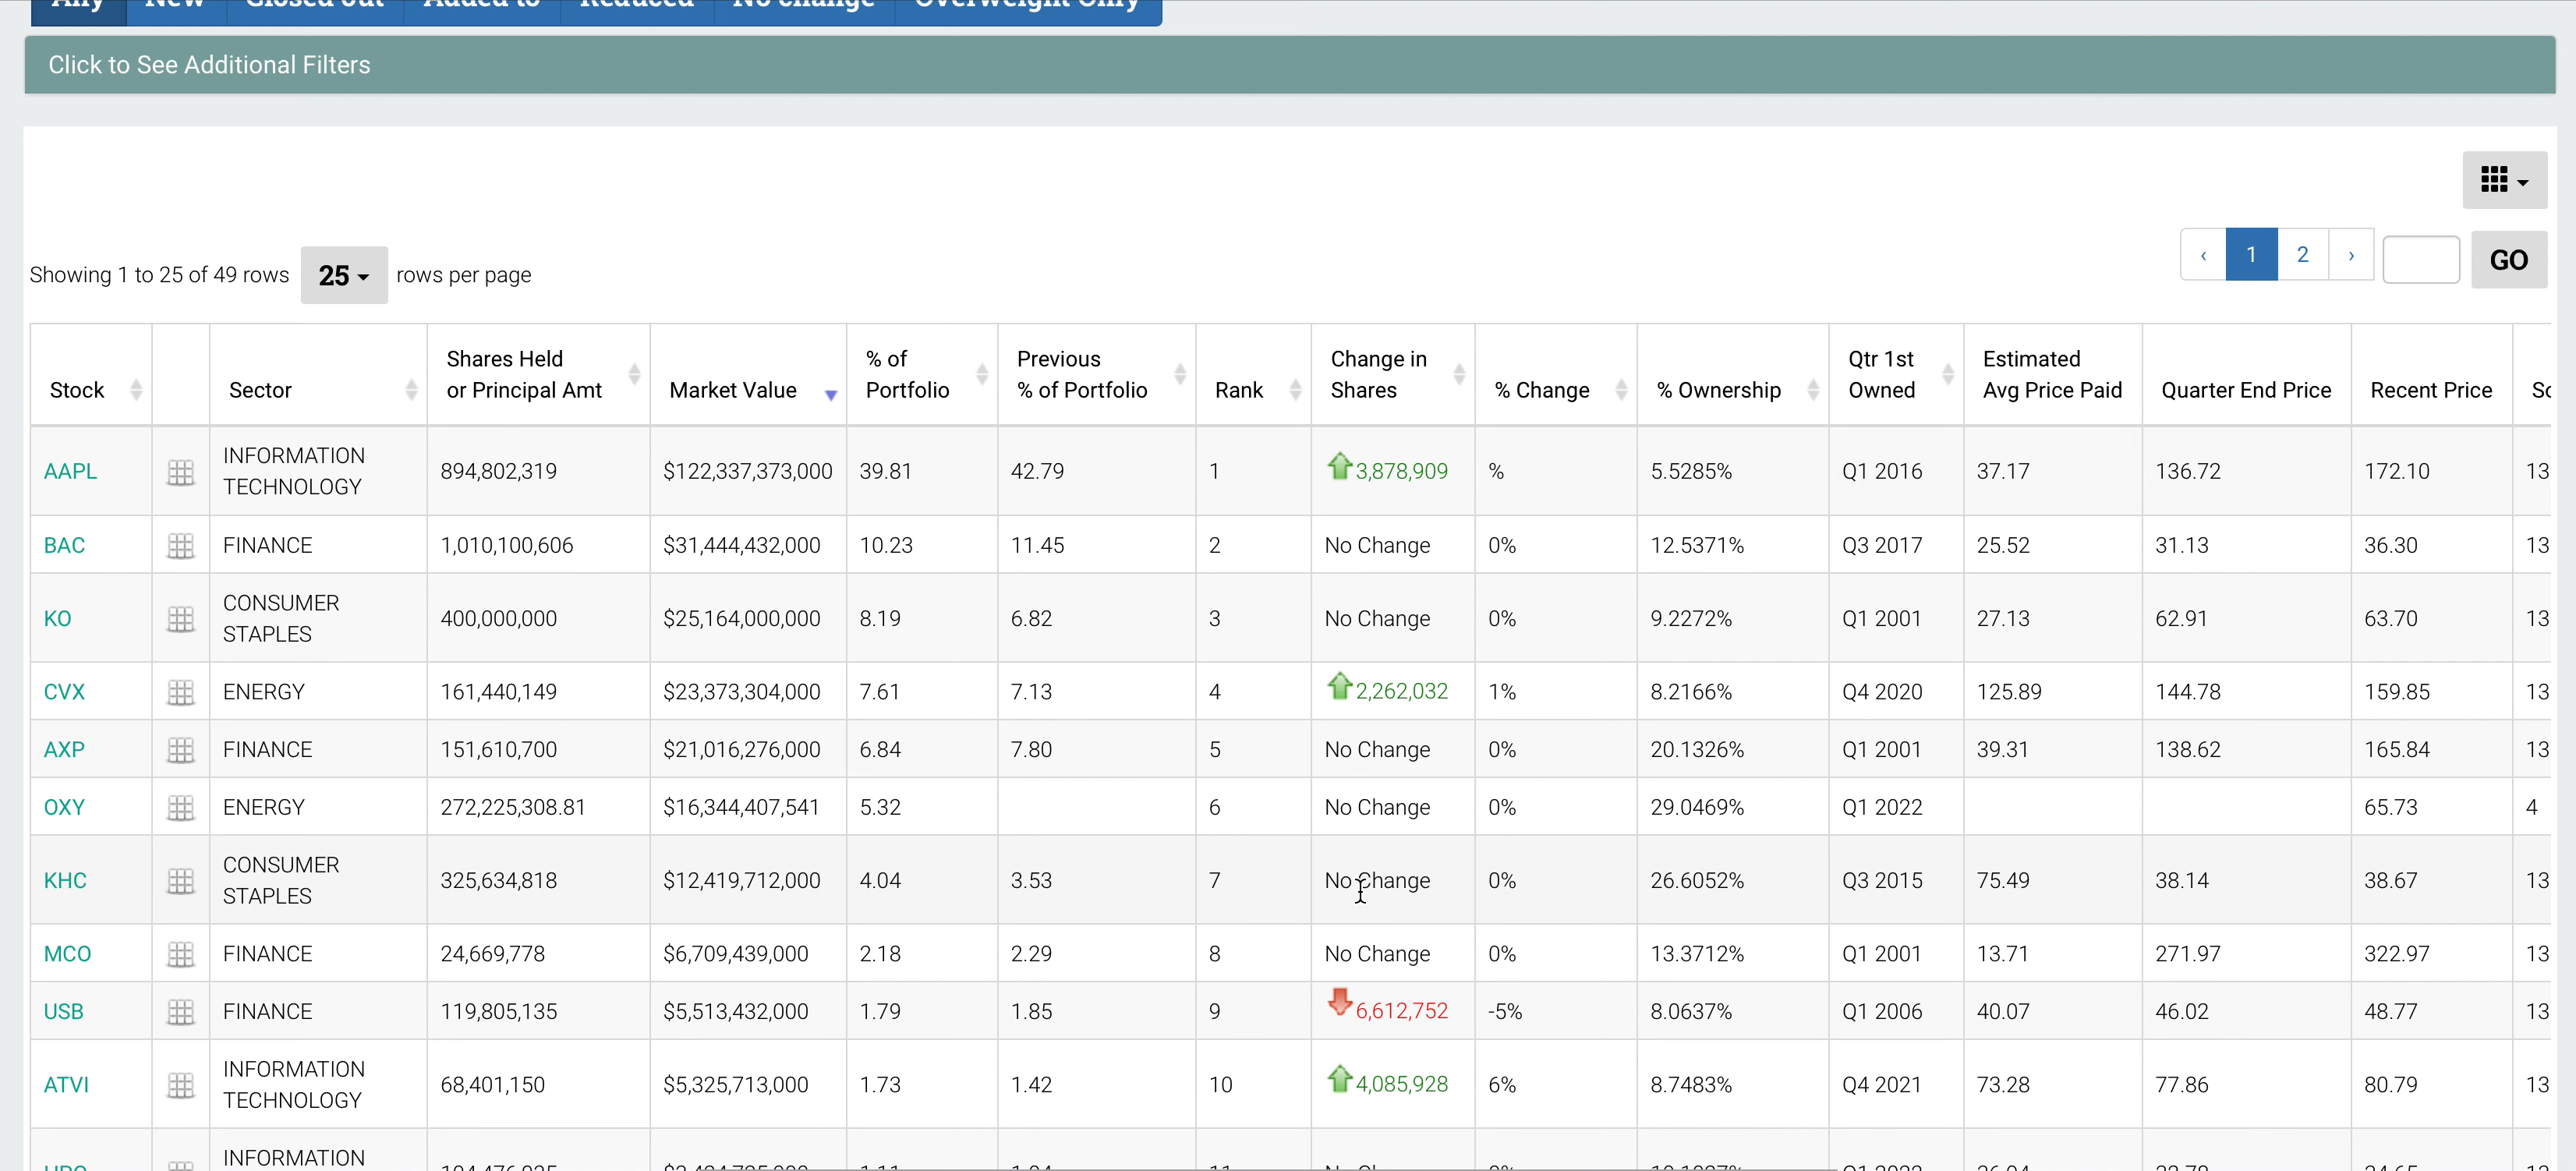 Any New Closed out Added to Reduced No change Overweight Only
Click to See Additional Filters
‹ 1 2 › GO
Showing 1 to 25 of 49 rows 25 rows per page
Stock Sector Shares Held or Principal Amt Market Value % of Portfolio Previous % of Portfolio Rank Change in Shares % Change % Ownership Qtr 1st Owned Estimated Avg Price Paid Quarter End Price Recent Price
AAPL INFORMATION TECHNOLOGY 894,802,319 $122,337,373,000 39.81 42.79 1 3,878,909 % 5.5285% Q1 2016 37.17 136.72 172.10 13
BAC FINANCE 1,010,100,606 $31,444,432,000 10.23 11.45 2 No Change 0% 12.5371% Q3 2017 25.52 31.13 36.30 13
KO CONSUMER STAPLES 400,000,000 $25,164,000,000 8.19 6.82 3 No Change 0% 9.2272% Q1 2001 27.13 62.91 63.70 13
CVX ENERGY 161,440,149 $23,373,304,000 7.61 7.13 4 2,262,032 1% 8.2166% Q4 2020 125.89 144.78 159.85 13
AXP FINANCE 151,610,700 $21,016,276,000 6.84 7.80 5 No Change 0% 20.1326% Q1 2001 39.31 138.62 165.84 13
OXY ENERGY 272,225,308.81 $16,344,407,541 5.32 6 No Change 0% 29.0469% Q1 2022 65.73 4
KHC CONSUMER STAPLES 325,634,818 $12,419,712,000 4.04 3.53 7 No Change 0% 26.6052% Q3 2015 75.49 38.14 38.67 13
MCO FINANCE 24,669,778 $6,709,439,000 2.18 2.29 8 No Change 0% 13.3712% Q1 2001 13.71 271.97 322.97 13
USB FINANCE 119,805,135 $5,513,432,000 1.79 1.85 9 6,612,752 -5% 8.0637% Q1 2006 40.07 46.02 48.77 13
ATVI INFORMATION TECHNOLOGY 68,401,150 $5,325,713,000 1.73 1.42 10 4,085,928 6% 8.7483% Q4 2021 73.28 77.86 80.79 13
INFORMATION